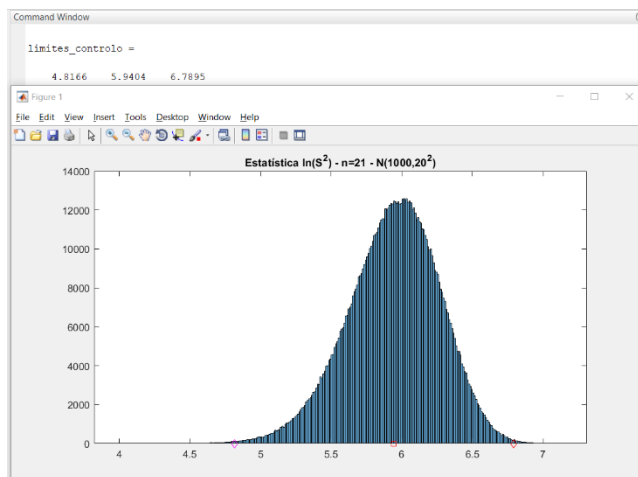 Command Window
limites_controlo =
4.8166 5.9404 6.7895
Figure 1
File Edit View Insert Tools Desktop Window Help
Estatística ln(S²) - n=21 - N(1000,20²)
14000
12000
10000
8000
6000
4000
2000
0
4 4.5 5 5.5 6 6.5 7